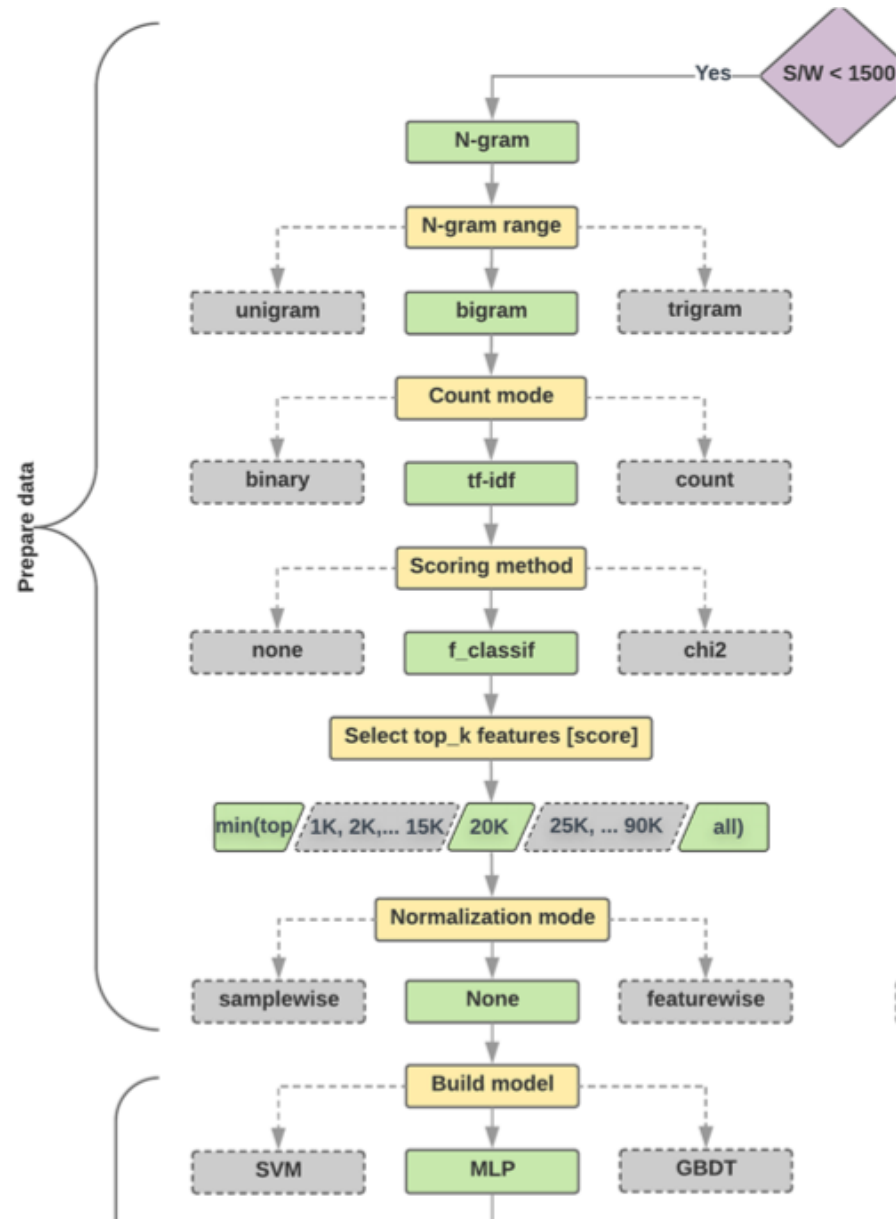 S/W < 1500
Yes
N-gram
N-gram range
unigram
bigram
trigram
Count mode
binary
tf-idf
count
Prepare data
Scoring method
none
f_classif
chi2
Select top_k features [score]
min(top 1K, 2K,... 15K 20K 25K, ... 90K all)
Normalization mode
samplewise
None
featurewise
Build model
SVM
MLP
GBDT